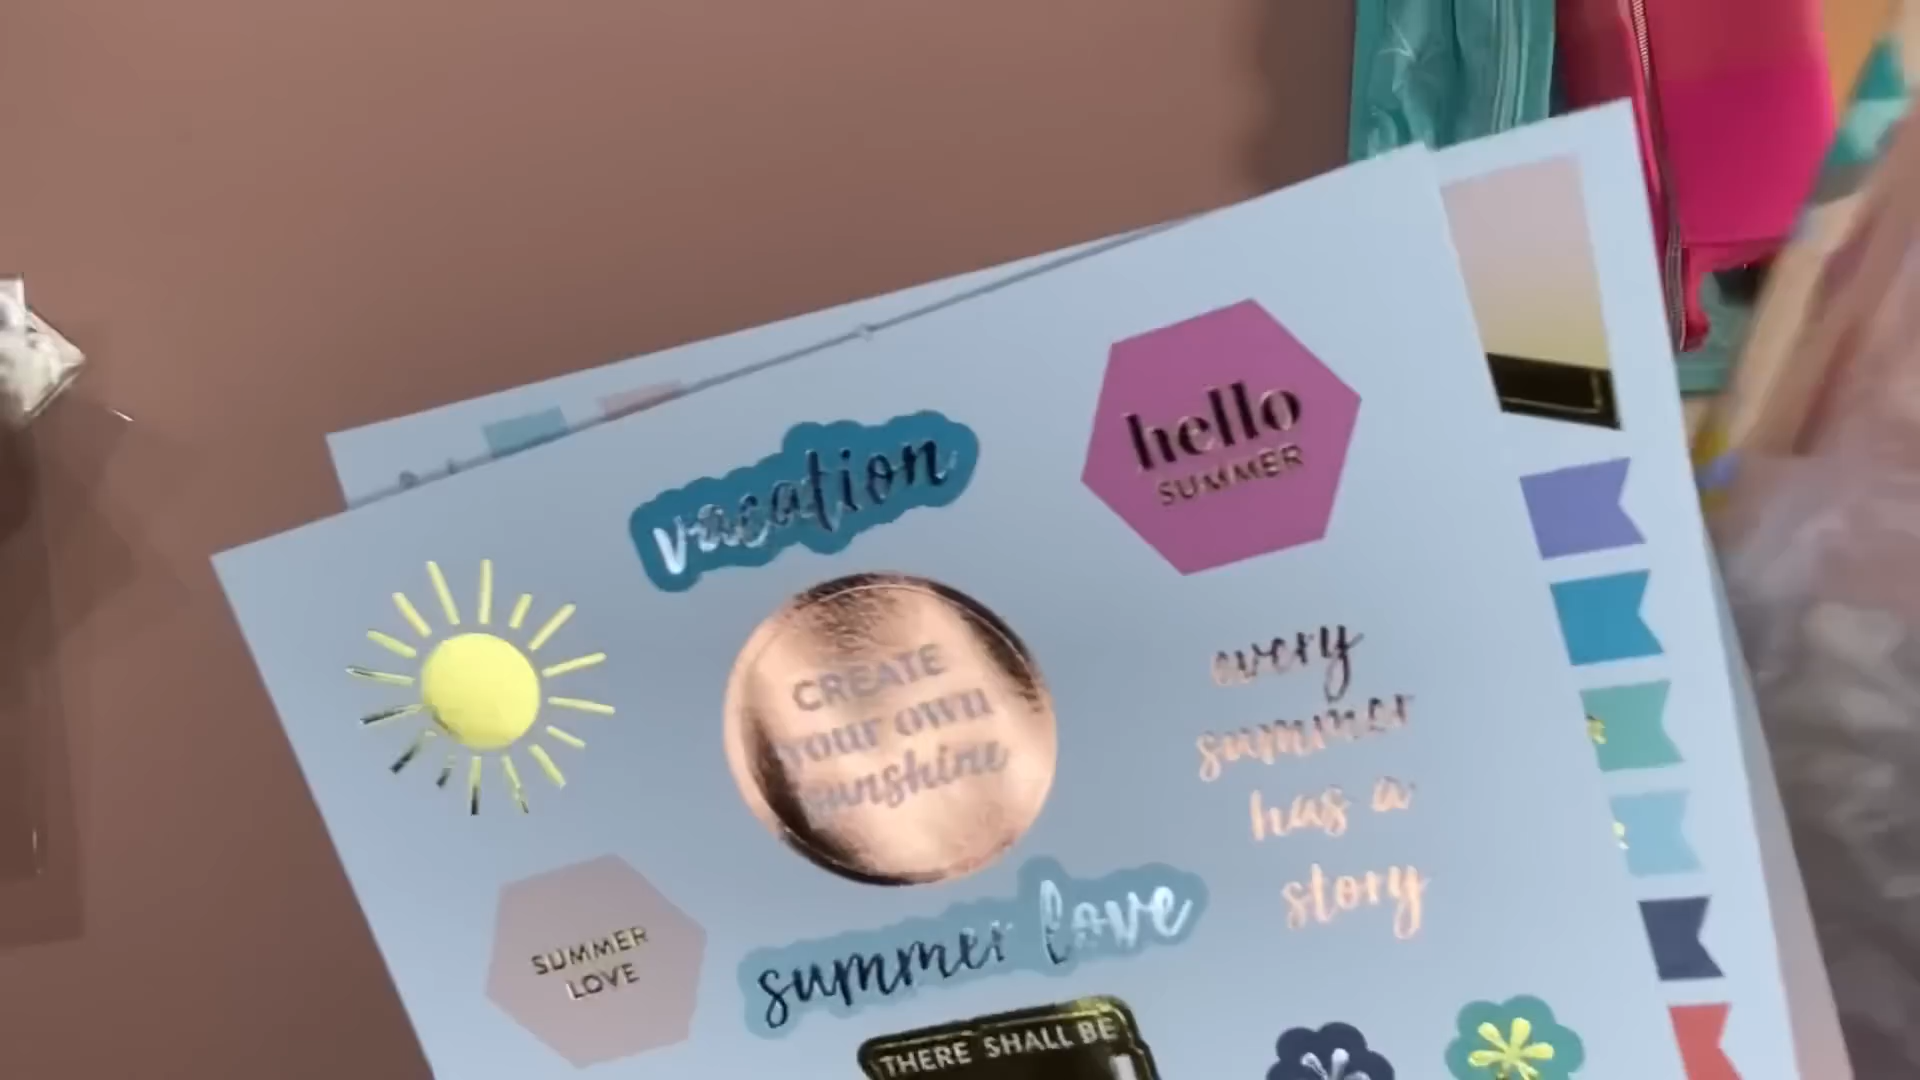 vacation
hello
SUMMER
CREATE
your own
sunshine
every
summer
has a
story
SUMMER
LOVE
summer love
THERE SHALL BE